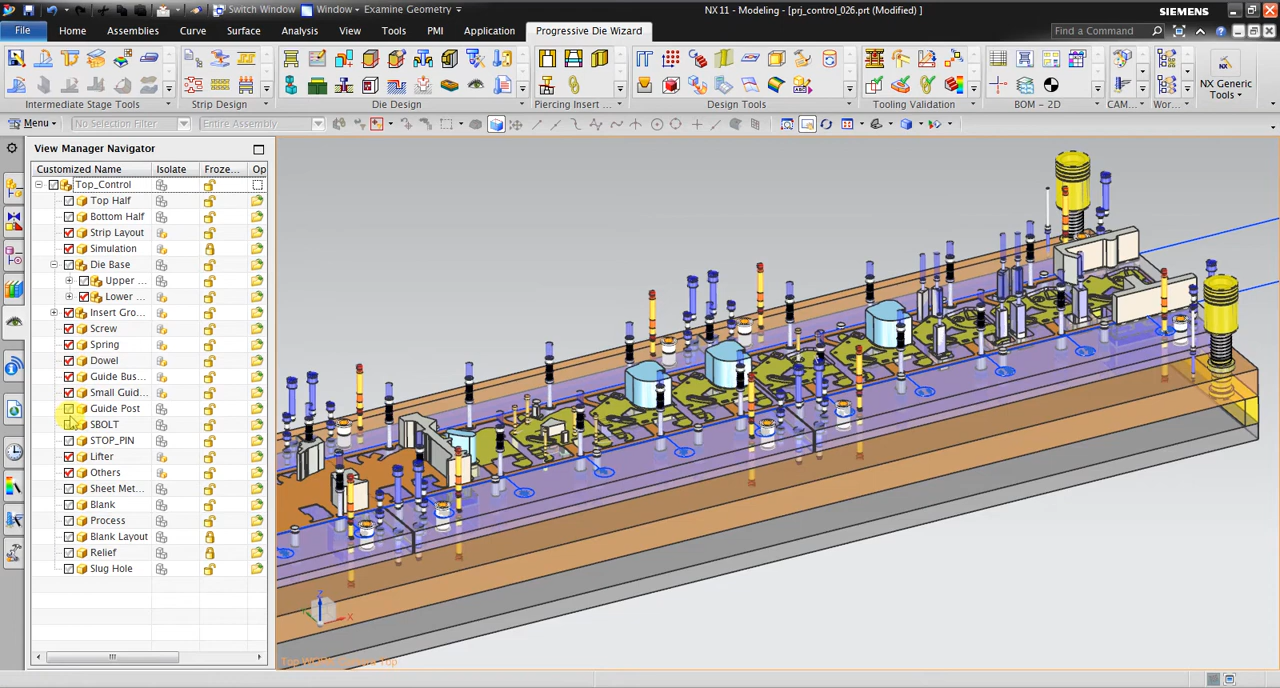 Switch Window Window Examine Geometry NX 11 - Modeling - [prj_control_026.prt (Modified) ] SIEMENS
File Home Assemblies Curve Surface Analysis View Tools PMI Application Progressive Die Wizard Find a Command
NX Generic
Tools
Intermediate Stage Tools Strip Design Die Design Piercing Insert ... Design Tools Tooling Validation BOM - 2D CAM... Wor...
Menu No Selection Filter Entire Assembly
View Manager Navigator
Customized Name Isolate Froze... Op
Top_Control
Top Half
Bottom Half
Strip Layout
Simulation
Die Base
Upper ...
Lower ...
Insert Gro...
Screw
Spring
Dowel
Guide Bus...
Small Guid...
Guide Post
SBOLT
STOP_PIN
Lifter
Others
Sheet Met...
Blank
Process
Blank Layout
Relief
Slug Hole
X
Z